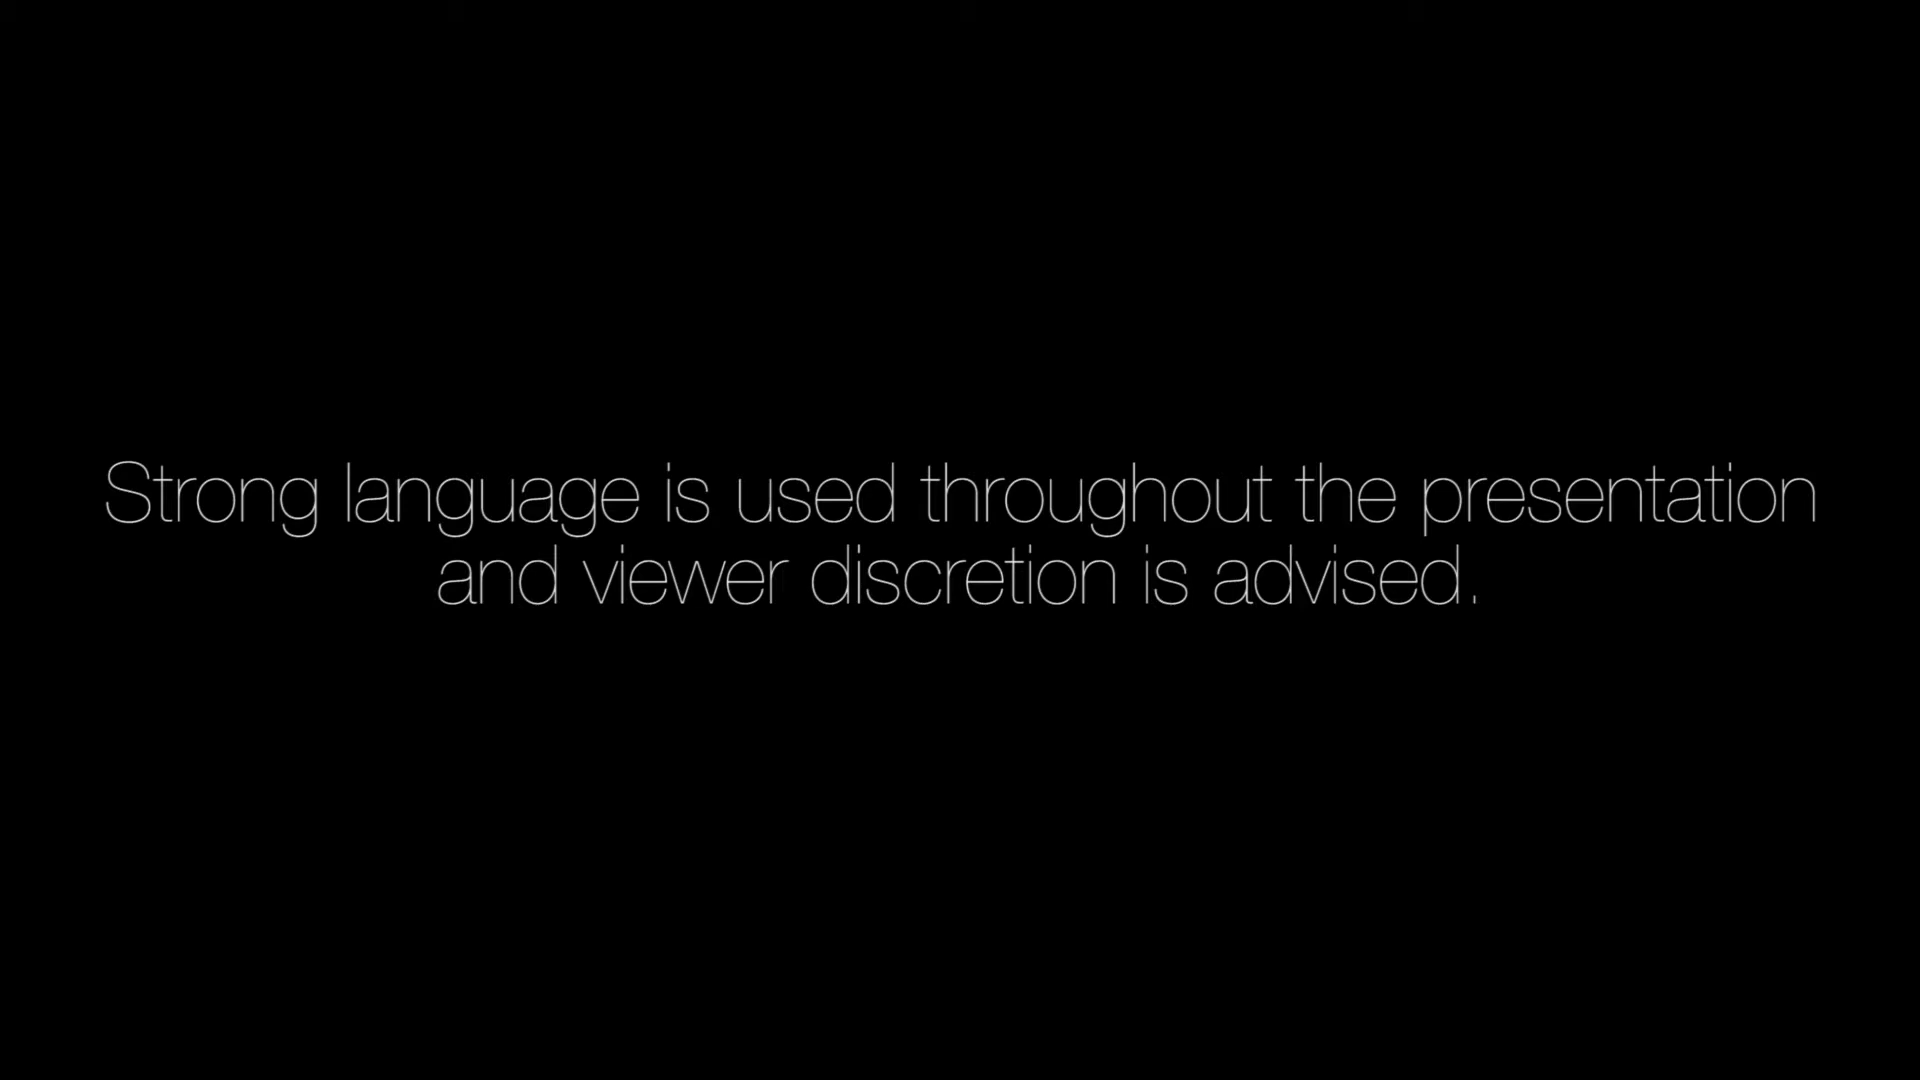 Strong language is used throughout the presentation
and viewer discretion is advised.